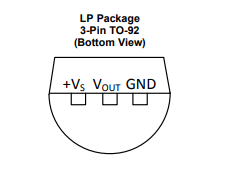 LP Package
3-Pin TO-92
(Bottom View)
+VS VOUT GND